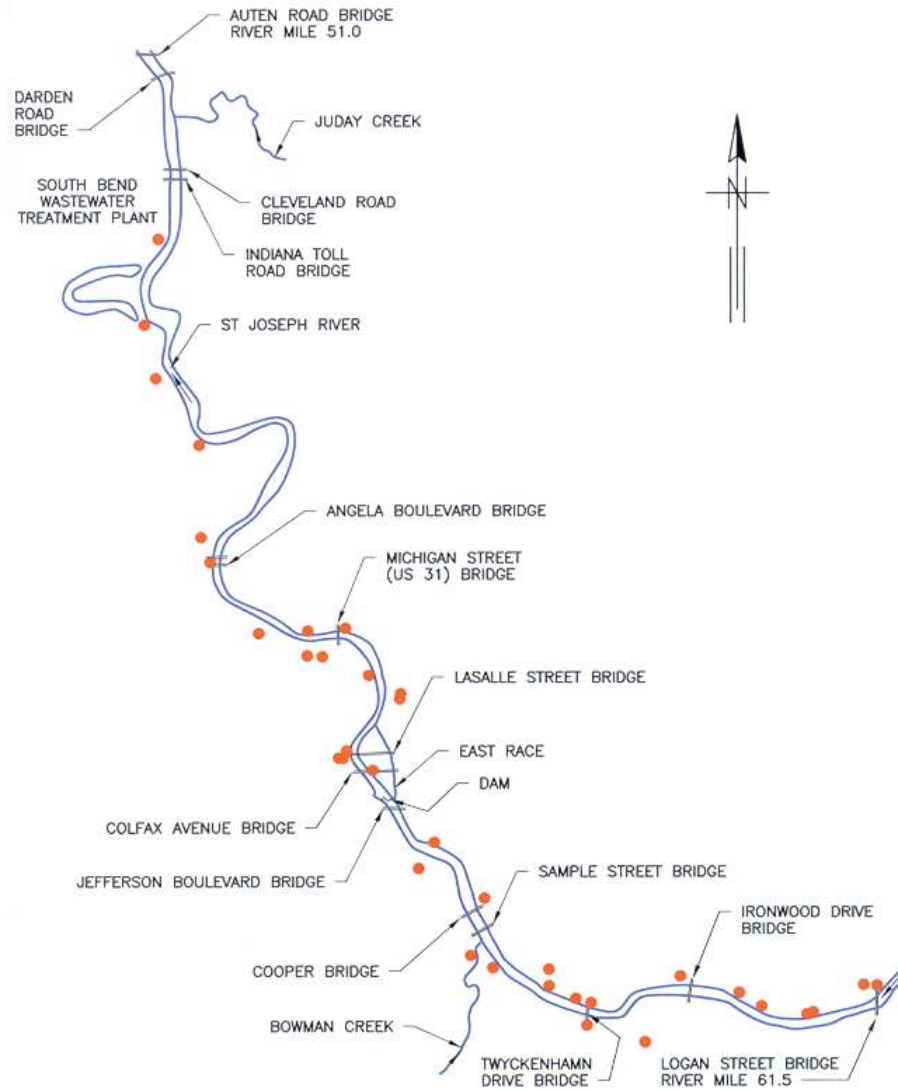 AUTEN ROAD BRIDGE
RIVER MILE 51.0
DARDEN
ROAD
BRIDGE
JUDAY CREEK
SOUTH BEND
WASTEWATER
TREATMENT PLANT
CLEVELAND ROAD
BRIDGE
INDIANA TOLL
ROAD BRIDGE
N
ST JOSEPH RIVER
ANGELA BOULEVARD BRIDGE
MICHIGAN STREET
(US 31) BRIDGE
LASALLE STREET BRIDGE
EAST RACE
DAM
COLFAX AVENUE BRIDGE
JEFFERSON BOULEVARD BRIDGE
SAMPLE STREET BRIDGE
IRONWOOD DRIVE
BRIDGE
COOPER BRIDGE
BOWMAN CREEK
TWYCKENHAMN
DRIVE BRIDGE
LOGAN STREET BRIDGE
RIVER MILE 61.5